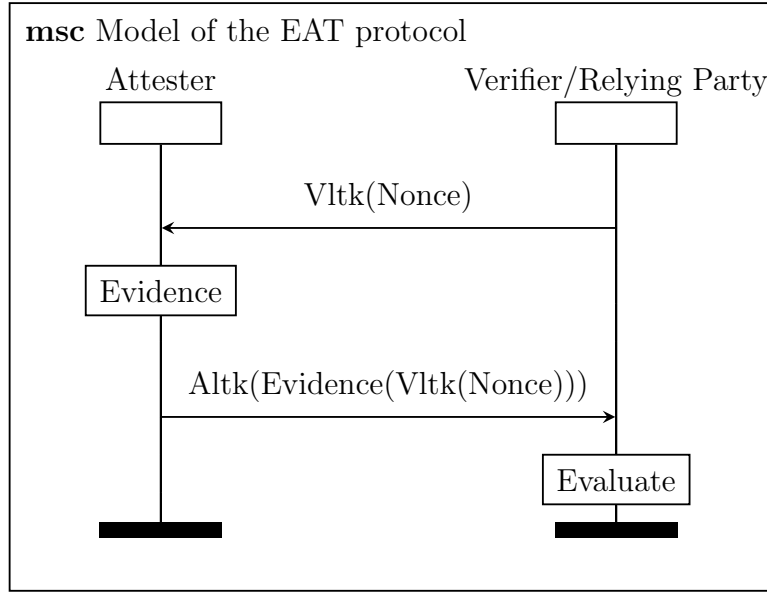 msc Model of the EAT protocol
Attester
Verifier/Relying Party
Vltk(Nonce)
Evidence
Altk(Evidence(Vltk(Nonce)))
Evaluate